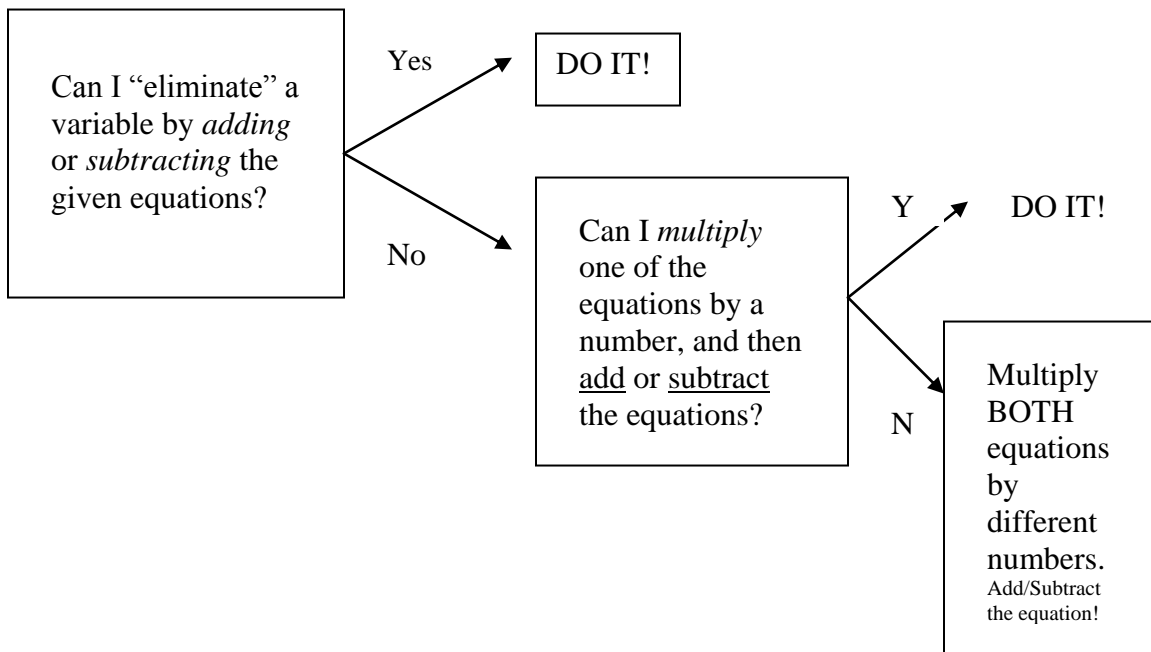 Can I “eliminate” a
variable by adding
or subtracting the
given equations?
Yes
DO IT!
No
Can I multiply
one of the
equations by a
number, and then
add or subtract
the equations?
Y
DO IT!
N
Multiply
BOTH
equations
by
different
numbers.
Add/Subtract
the equation!